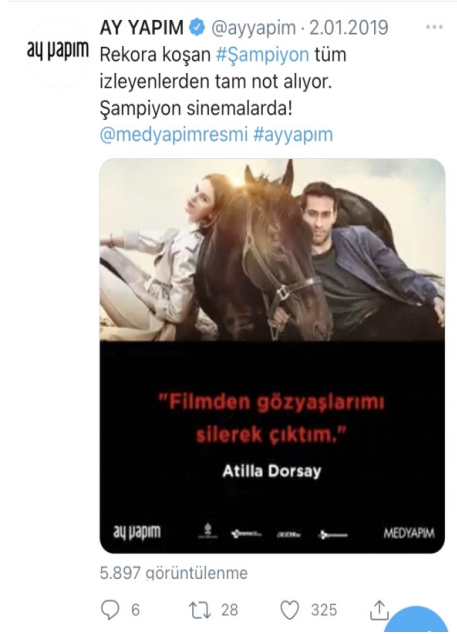 AY YAPIM @ayyapim · 2.01.2019
ay yapım
Rekora koşan #Şampiyon tüm
izleyenlerden tam not alıyor.
Şampiyon sinemalarda!
@medyapimresmi #ayyapım
"Filmden gözyaşlarımı
silerek çıktım."
Atilla Dorsay
ay yapım MEDYAPIM
5.897 görüntülenme
6 28 325